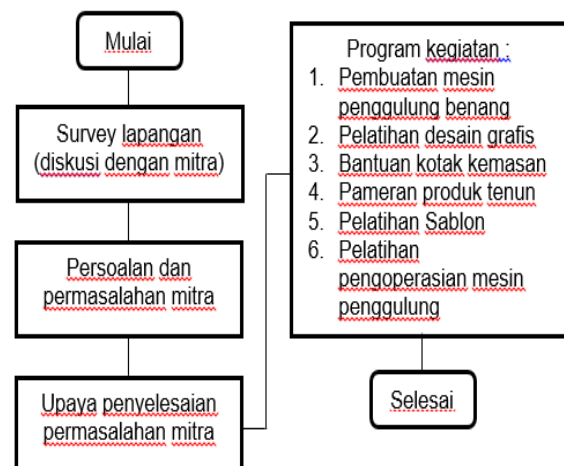 Mulai
Survey lapangan
(diskusi dengan mitra)
Persoalan dan
permasalahan mitra
Upaya penyelesaian
permasalahan mitra
Program kegiatan :
1. Pembuatan mesin
penggulung benang
2. Pelatihan desain grafis
3. Bantuan kotak kemasan
4. Pameran produk tenun
5. Pelatihan Sablon
6. Pelatihan
pengoperasian mesin
penggulung
Selesai